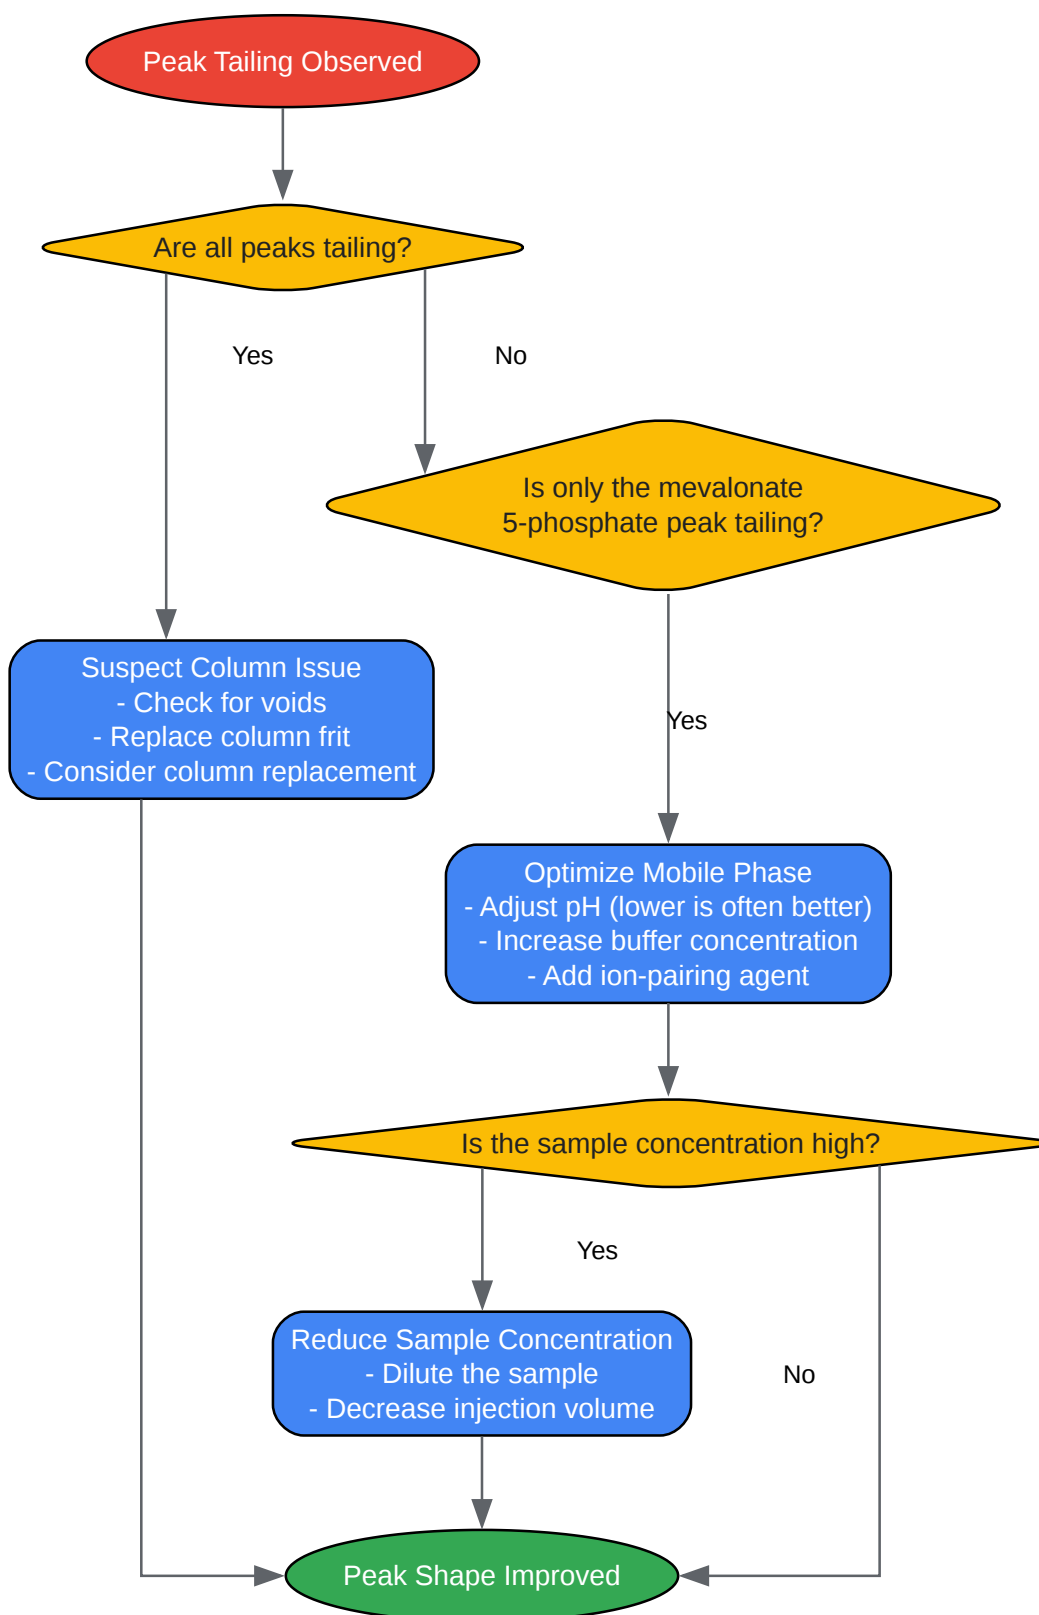 Peak Tailing Observed
Are all peaks tailing?
Yes
No
Is only the mevalonate
5-phosphate peak tailing?
Suspect Column Issue
- Check for voids
- Replace column frit
- Consider column replacement
Yes
Optimize Mobile Phase
- Adjust pH (lower is often better)
- Increase buffer concentration
- Add ion-pairing agent
Is the sample concentration high?
Yes
Reduce Sample Concentration
- Dilute the sample
- Decrease injection volume
No
Peak Shape Improved